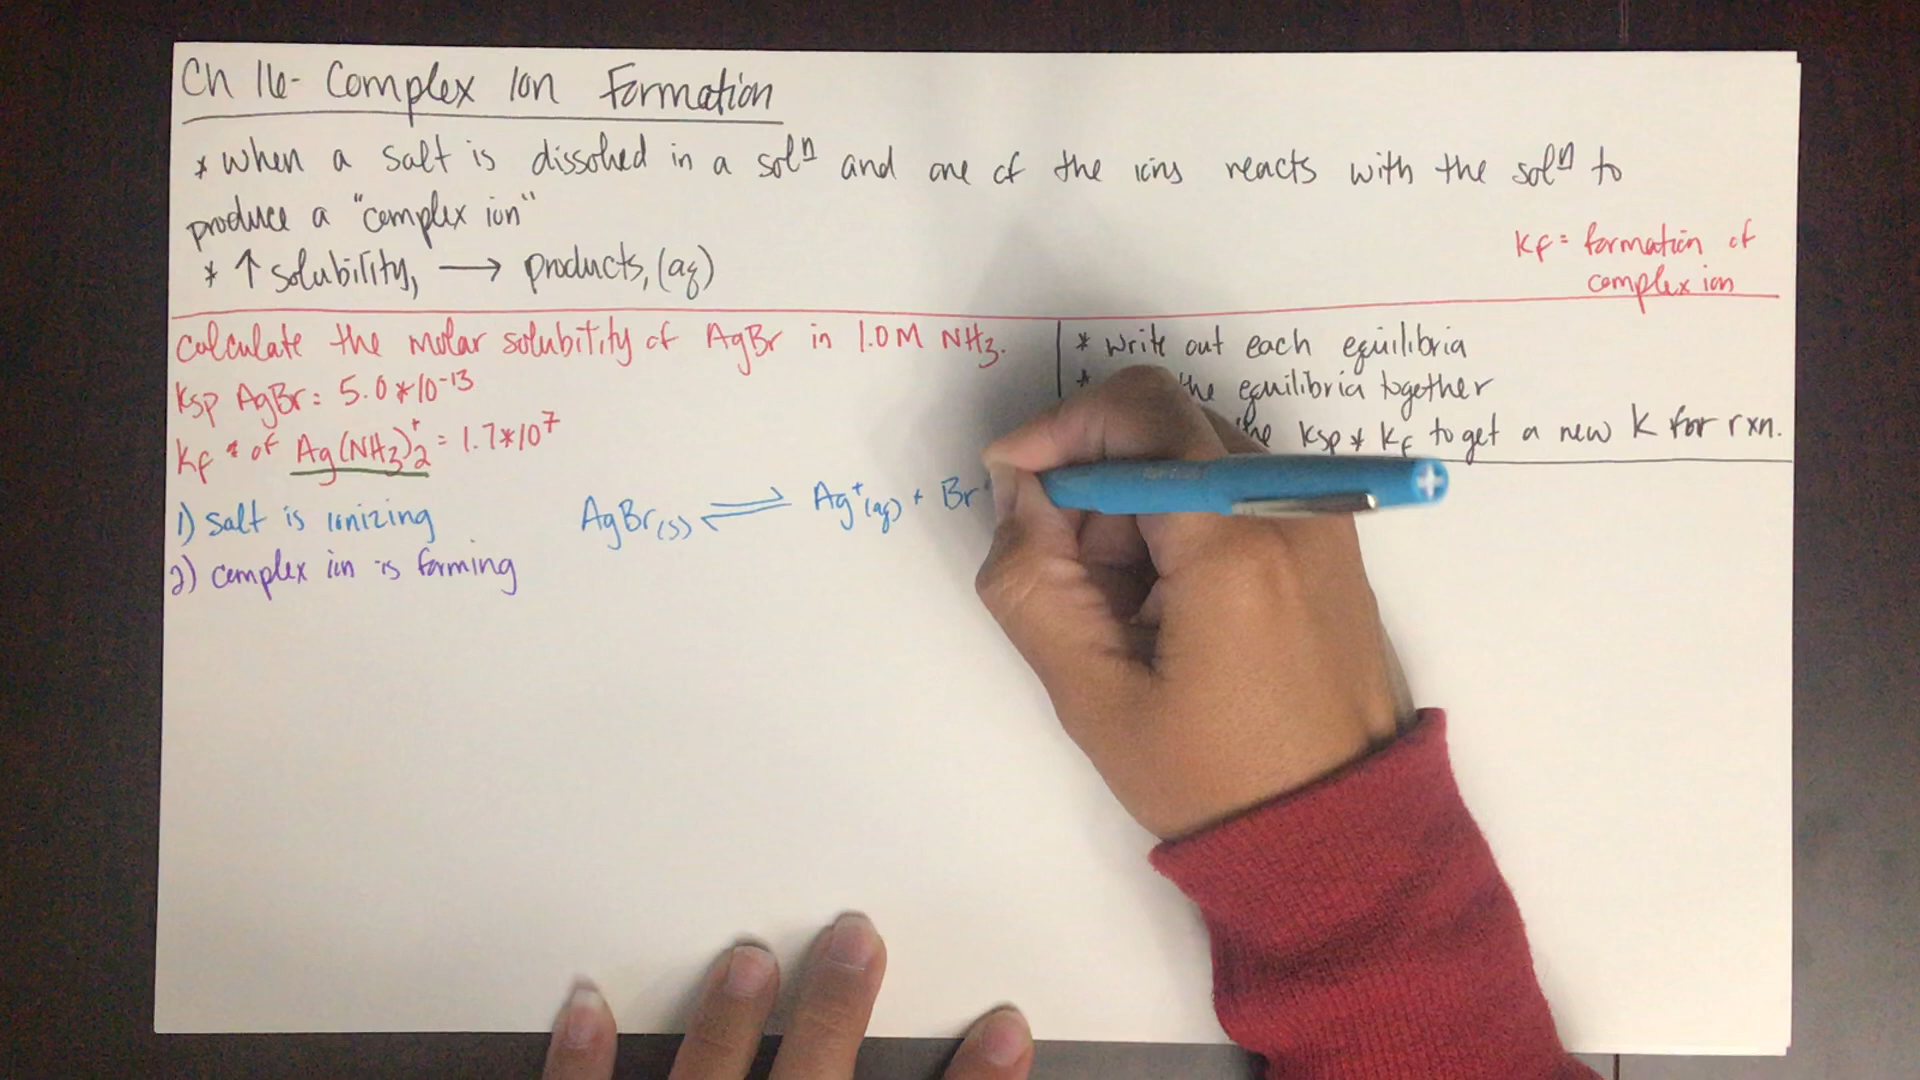 Ch 16- Complex Ion Formation
* When a salt is dissolved in a solⁿ and one of the ions reacts with the solⁿ to
produce a "complex ion"
* ↑ solubility, → products, (aq)
Kf = formation of
complex ion
Calculate the molar solubility of AgBr in 1.0M NH₃.
Ksp AgBr = 5.0*10⁻¹³
Kf * of Ag(NH₃)₂⁺ = 1.7*10⁷
* write out each equilibria
* the equilibria together
the Ksp * Kf to get a new K for rxn.
1) Salt is ionizing
AgBr(s) ⇌ Ag⁺(aq) + Br
2) complex ion is forming